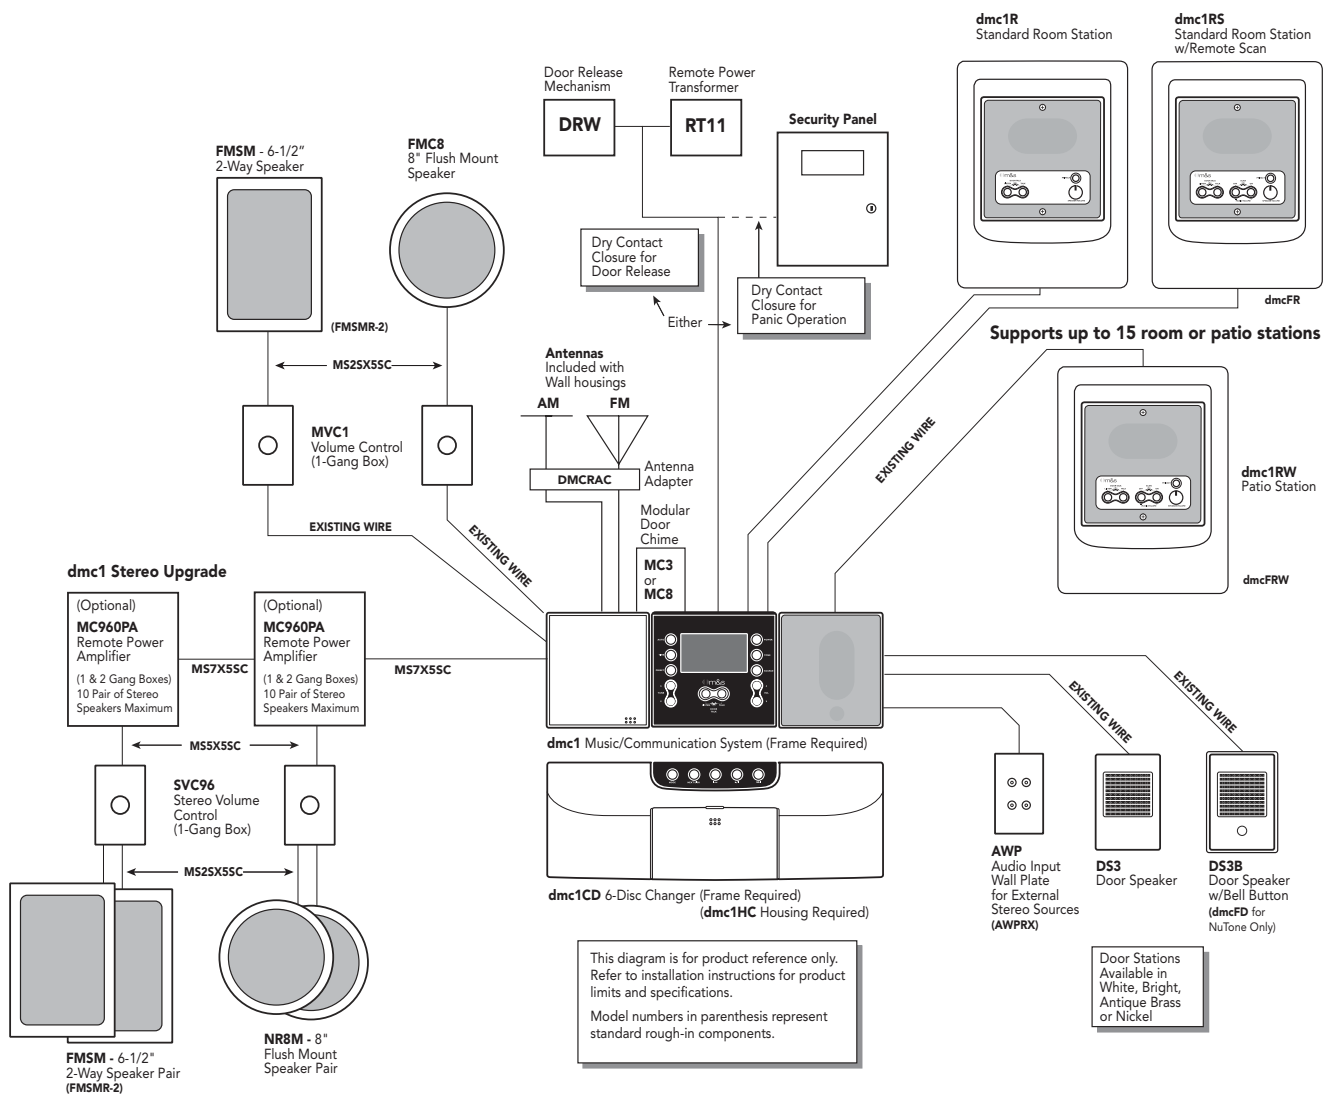 dmc1R
Standard Room Station
dmc1RS
Standard Room Station
w/Remote Scan
Door Release
Mechanism
DRW
Remote Power
Transformer
RT11
Security Panel
FMSM - 6-1/2"
2-Way Speaker
FMC8
8" Flush Mount
Speaker
m&s
m&s
Dry Contact
Closure for
Door Release
Dry Contact
Closure for
Panic Operation
Either
dmcFR
(FMSMR-2)
Supports up to 15 room or patio stations
MS2SX5SC
Antennas
Included with
Wall housings
AM
FM
MVC1
Volume Control
(1-Gang Box)
DMCRAC
Antenna
Adapter
EXISTING WIRE
m&s
dmc1RW
Patio Station
dmcFRW
EXISTING WIRE
EXISTING WIRE
Modular
Door
Chime
MC3
or
MC8
dmc1 Stereo Upgrade
(Optional)
MC960PA
Remote Power
Amplifier
(1 & 2 Gang Boxes)
10 Pair of Stereo
Speakers Maximum
MS7X5SC
(Optional)
MC960PA
Remote Power
Amplifier
(1 & 2 Gang Boxes)
10 Pair of Stereo
Speakers Maximum
MS7X5SC
m&s
dmc1 Music/Communication System (Frame Required)
EXISTING WIRE
EXISTING WIRE
MS5X5SC
SVC96
Stereo Volume
Control
(1-Gang Box)
MS2SX5SC
dmc1CD 6-Disc Changer (Frame Required)
(dmc1HC Housing Required)
AWP
Audio Input
Wall Plate
for External
Stereo Sources
(AWPRX)
DS3
Door Speaker
DS3B
Door Speaker
w/Bell Button
(dmcFD for
NuTone Only)
This diagram is for product reference only.
Refer to installation instructions for product
limits and specifications.
Model numbers in parenthesis represent
standard rough-in components.
Door Stations
Available in
White, Bright,
Antique Brass
or Nickel
FMSM - 6-1/2"
2-Way Speaker Pair
(FMSMR-2)
NR8M - 8"
Flush Mount
Speaker Pair